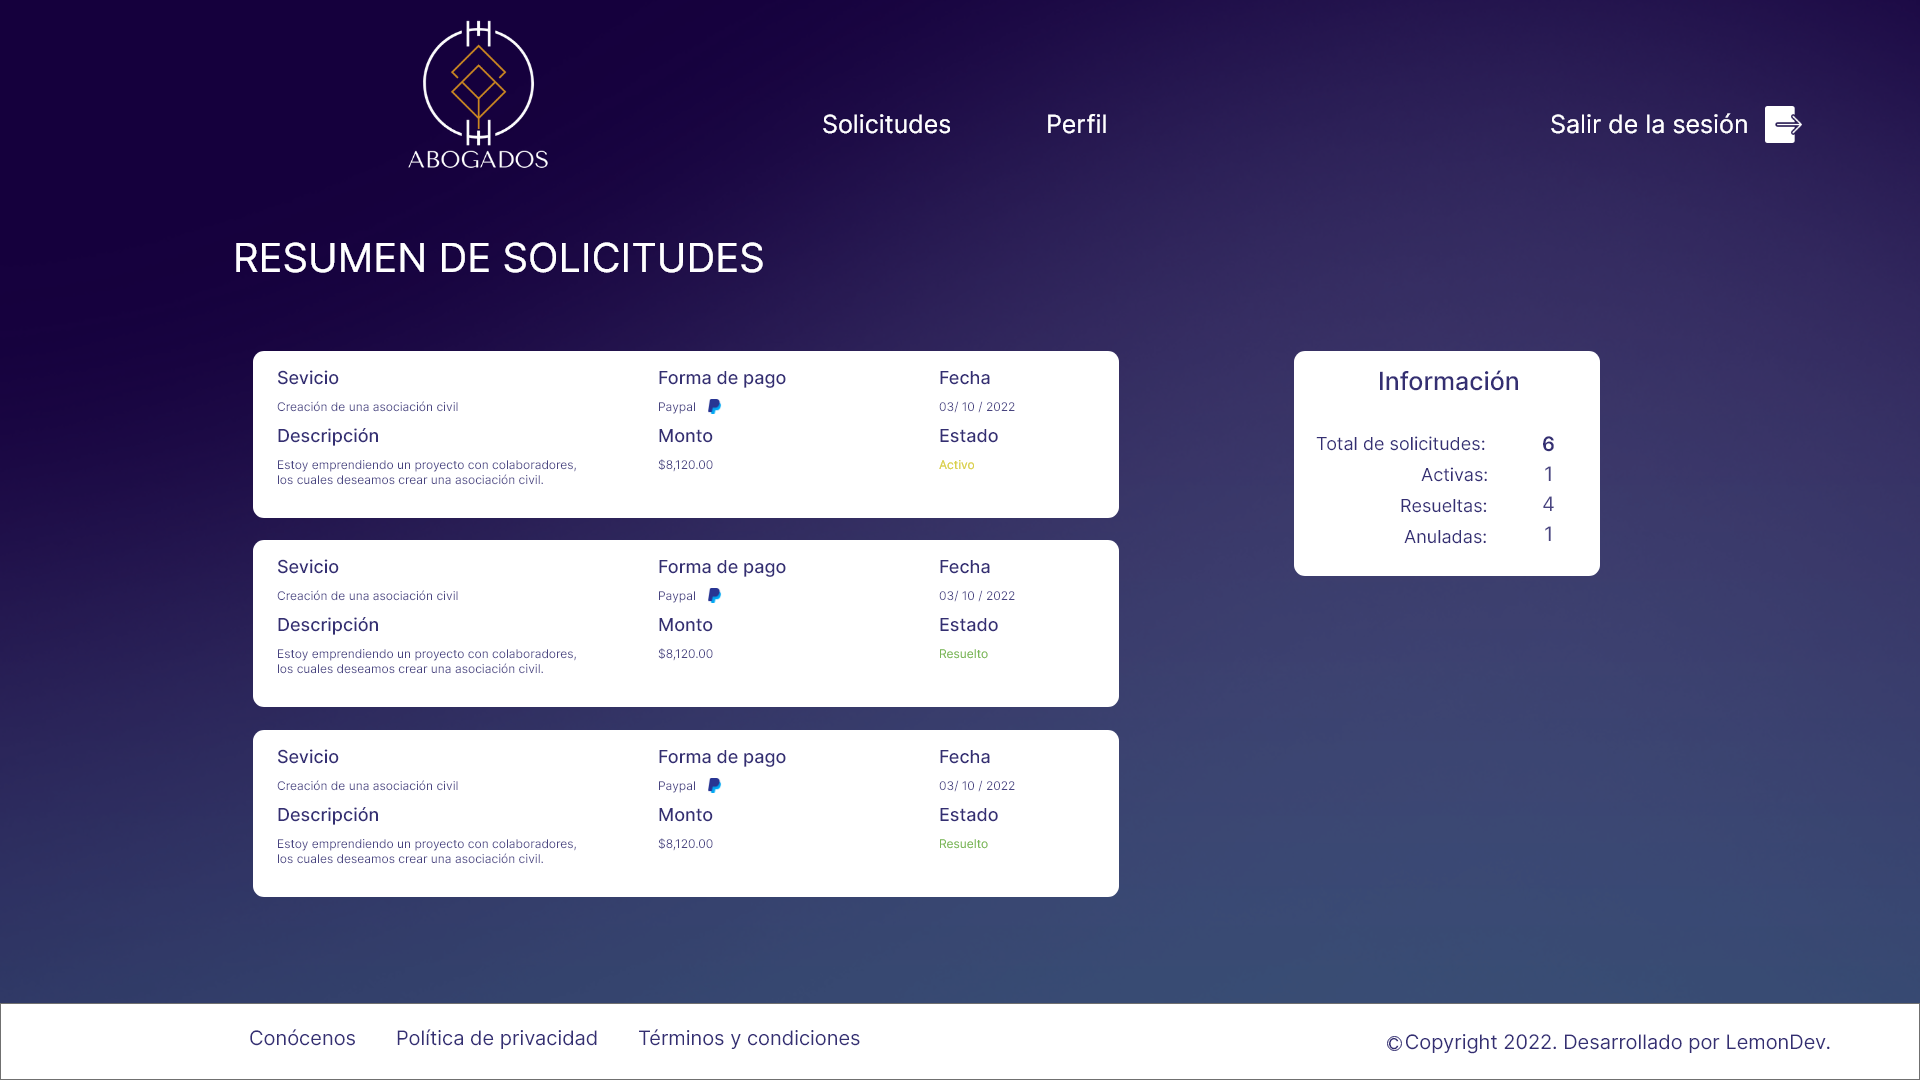 ABOGADOS
Solicitudes
Perfil
Salir de la sesión
RESUMEN DE SOLICITUDES
Sevicio
Forma de pago
Fecha
Creación de una asociación civil
Paypal
03/ 10 / 2022
Descripción
Monto
Estado
Estoy emprendiendo un proyecto con colaboradores,
los cuales deseamos crear una asociación civil.
$8,120.00
Activo
Sevicio
Forma de pago
Fecha
Creación de una asociación civil
Paypal
03/ 10 / 2022
Descripción
Monto
Estado
Estoy emprendiendo un proyecto con colaboradores,
los cuales deseamos crear una asociación civil.
$8,120.00
Resuelto
Sevicio
Forma de pago
Fecha
Creación de una asociación civil
Paypal
03/ 10 / 2022
Descripción
Monto
Estado
Estoy emprendiendo un proyecto con colaboradores,
los cuales deseamos crear una asociación civil.
$8,120.00
Resuelto
Información
Total de solicitudes: 6
Activas: 1
Resueltas: 4
Anuladas: 1
Conócenos
Política de privacidad
Términos y condiciones
©Copyright 2022. Desarrollado por LemonDev.